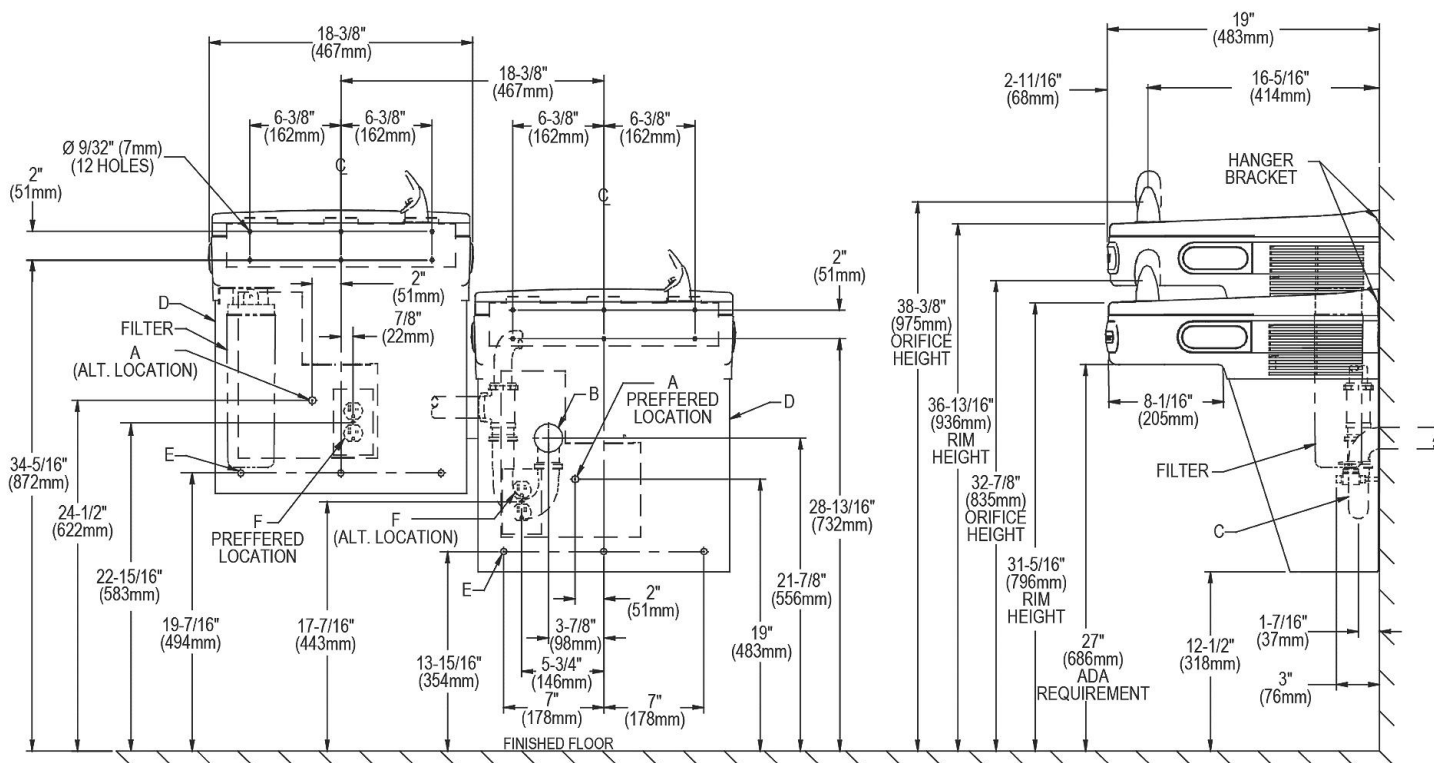 18-3/8"
(467mm)
18-3/8"
(467mm)
6-3/8"
(162mm)
6-3/8"
(162mm)
6-3/8"
(162mm)
6-3/8"
(162mm)
Ø 9/32" (7mm)
(12 HOLES)
2"
(51mm)
C
L
C
L
2"
(51mm)
7/8"
(22mm)
D
FILTER
A
(ALT. LOCATION)
E
F
PREFFERED
LOCATION
34-5/16"
(872mm)
24-1/2"
(622mm)
22-15/16"
(583mm)
19-7/16"
(494mm)
17-7/16"
(443mm)
2"
(51mm)
B
A
PREFFERED
LOCATION
D
F
(ALT. LOCATION)
E
13-15/16"
(354mm)
2"
(51mm)
3-7/8"
(98mm)
5-3/4"
(146mm)
7"
(178mm)
7"
(178mm)
28-13/16"
(732mm)
21-7/8"
(556mm)
19"
(483mm)
FINISHED FLOOR
19"
(483mm)
2-11/16"
(68mm)
16-5/16"
(414mm)
HANGER
BRACKET
38-3/8"
(975mm)
ORIFICE
HEIGHT
36-13/16"
(936mm)
RIM
HEIGHT
32-7/8"
(835mm)
ORIFICE
HEIGHT
31-5/16"
(796mm)
RIM
HEIGHT
27"
(686mm)
ADA
REQUIREMENT
8-1/16"
(205mm)
FILTER
C
12-1/2"
(318mm)
1-7/16"
(37mm)
3"
(76mm)